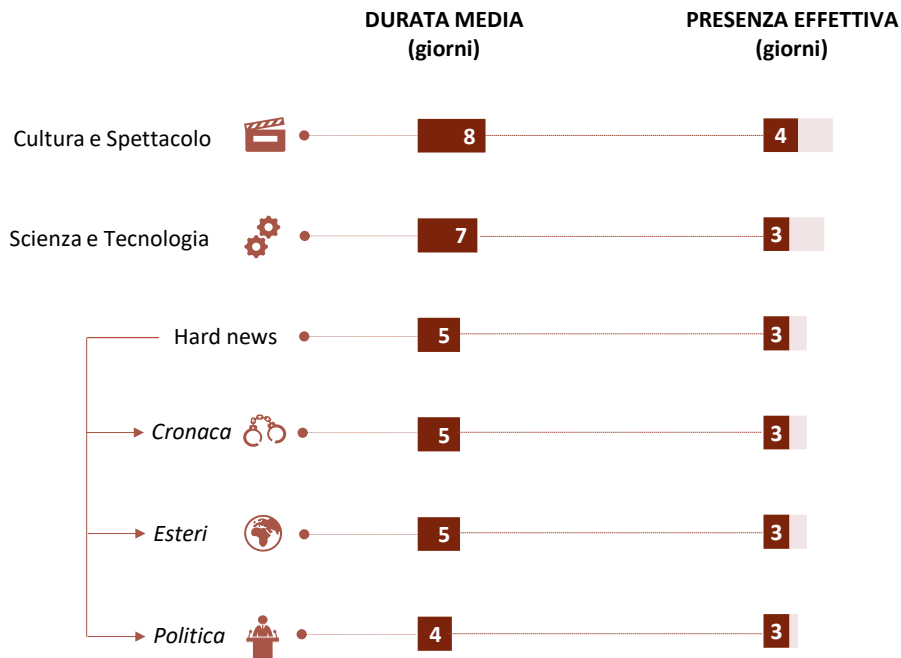 DURATA MEDIA
(giorni)
PRESENZA EFFETTIVA
(giorni)
Cultura e Spettacolo 8 4
Scienza e Tecnologia 7 3
Hard news 5 3
Cronaca 5 3
Esteri 5 3
Politica 4 3